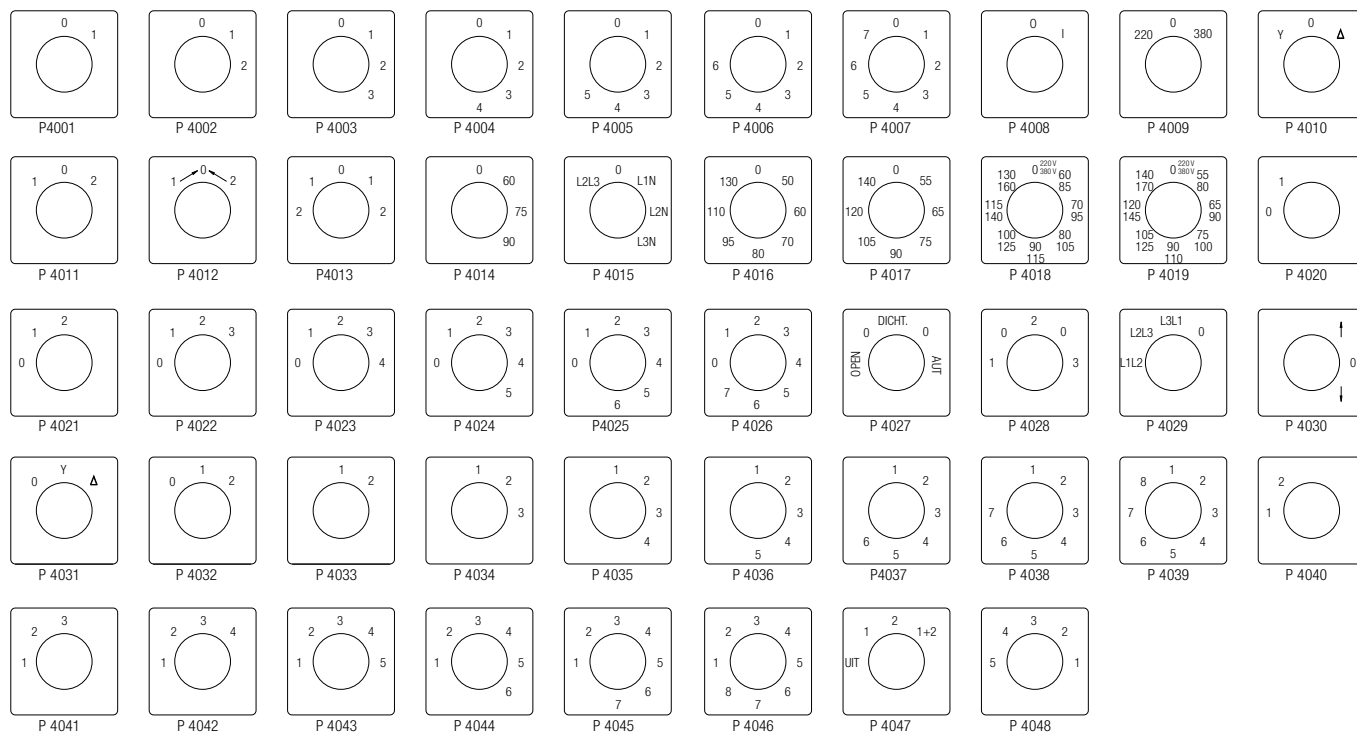 0
1
P4001
0
1
2
P 4002
0
1
2
3
P 4003
0
1
2
3
4
P 4004
0
1
2
5 3
4
P 4005
0
1
6 2
5 3
4
P 4006
0
7 1
6 2
5 3
4
P 4007
0
I
P 4008
0
220 380
P 4009
0
Y Δ
P 4010
0
1 2
P 4011
0
1 2
P 4012
0
1 1
2 2
P4013
0
60
75
90
P 4014
0
L2L3 L1N
L2N
L3N
P 4015
0
130 50
110 60
95 70
80
P 4016
0
140 55
120 65
105 75
90
P 4017
0 220 V
380 V
130 60
160 85
115 70
140 95
100 80
125 90 105
115
P 4018
0 220 V
380 V
140 55
170 80
120 65
145 90
105 75
125 90 100
110
P 4019
1
0
P 4020
2
1
0
P 4021
2
1 3
0
P 4022
2
1 3
0 4
P 4023
2
1 3
0 4
5
P 4024
2
1 3
0 4
5
6
P4025
2
1 3
0 4
7 5
6
P 4026
DICHT.
0 0
OPEN AUT
P 4027
2
0 0
1 3
P 4028
L3L1
L2L3 0
L1L2
P 4029
↑
0
↓
P 4030
Y
0 Δ
P 4031
1
0 2
P 4032
1
2
P 4033
1
2
3
P 4034
1
2
3
4
P 4035
1
2
3
4
5
P 4036
1
2
3
6 4
5
P4037
1
2
7 3
6 4
5
P 4038
1
8 2
7 3
6 4
5
P 4039
2
1
P 4040
3
2
1
P 4041
3
2 4
1
P 4042
3
2 4
1 5
P 4043
3
2 4
1 5
6
P 4044
3
2 4
1 5
6
7
P 4045
3
2 4
1 5
8 6
7
P 4046
2
1 1+2
UIT
P 4047
3
4 2
5 1
P 4048